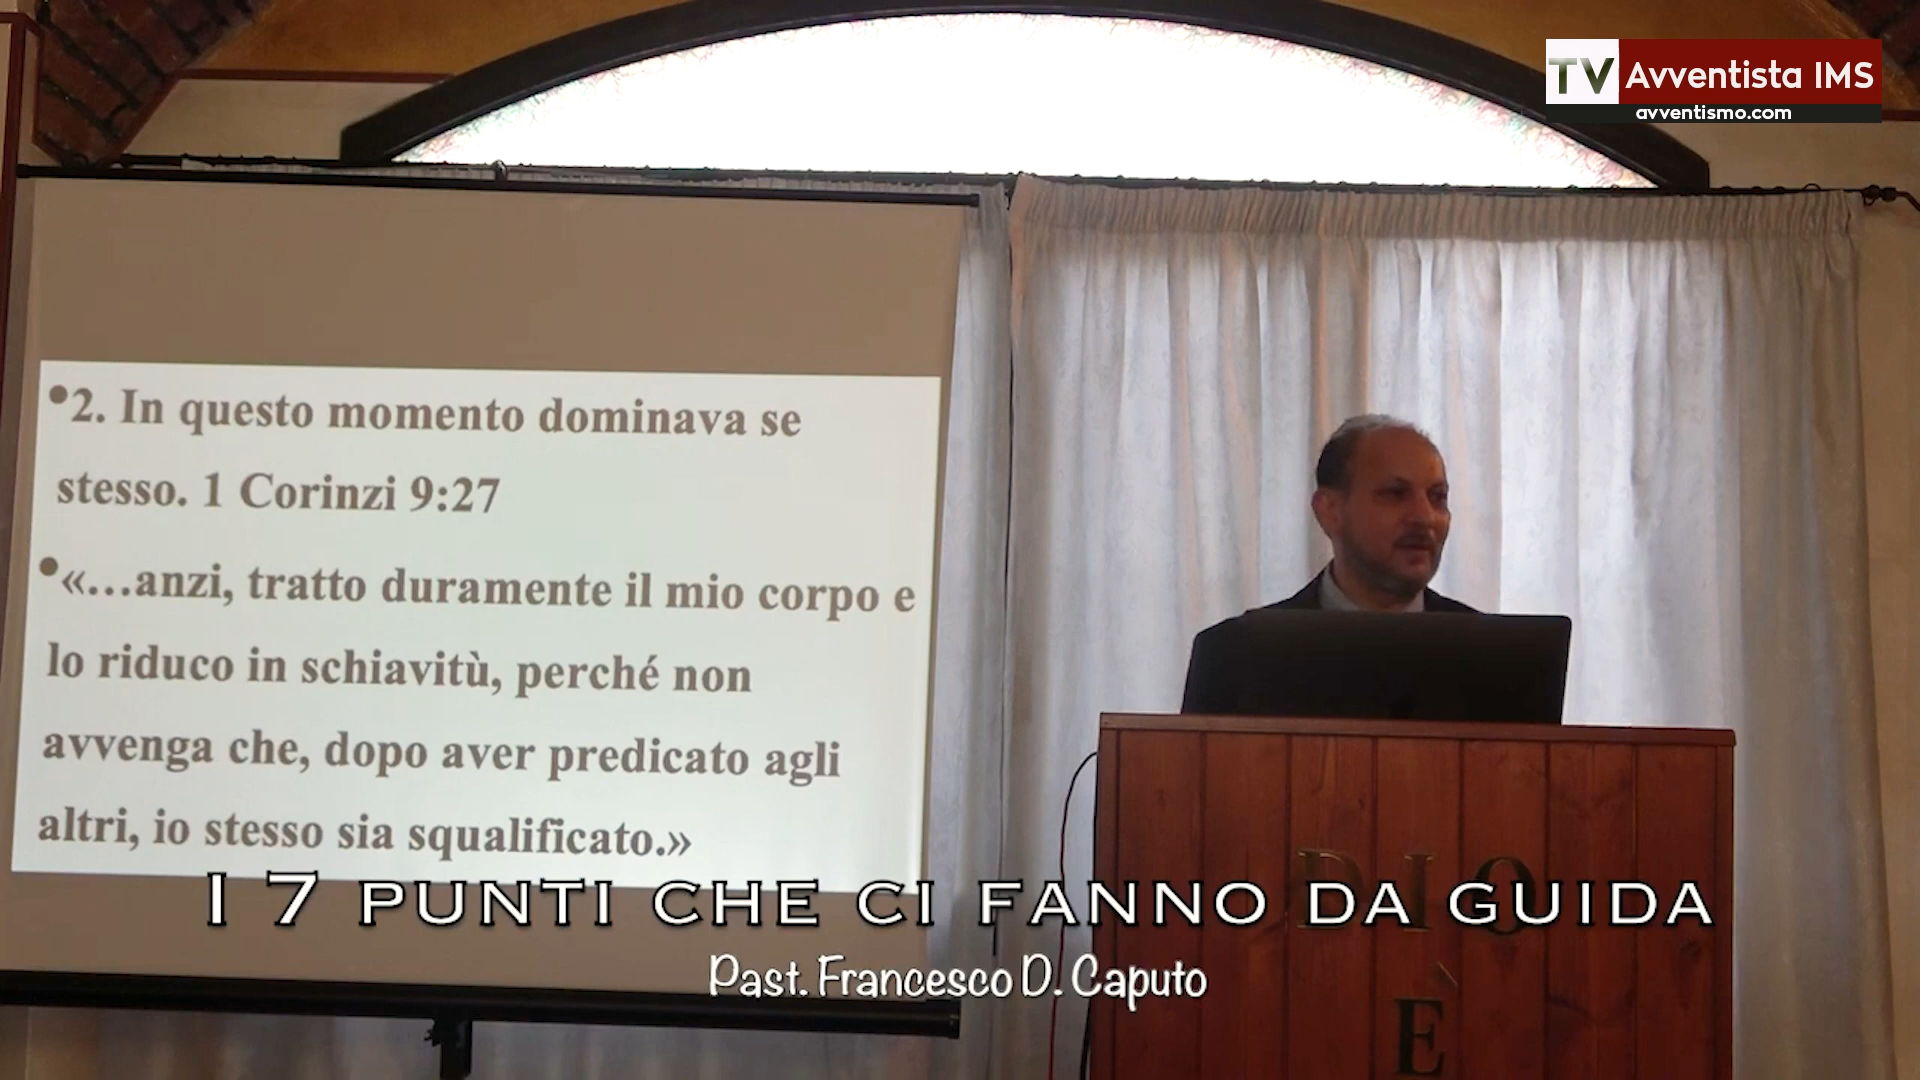 TV Avventista IMS
avventismo.com
•2. In questo momento dominava se
stesso. 1 Corinzi 9:27
•«...anzi, tratto duramente il mio corpo e
lo riduco in schiavitù, perché non
avvenga che, dopo aver predicato agli
altri, io stesso sia squalificato.»
I 7 PUNTI CHE CI FANNO DA GUIDA
Past. Francesco D. Caputo
DIO
È